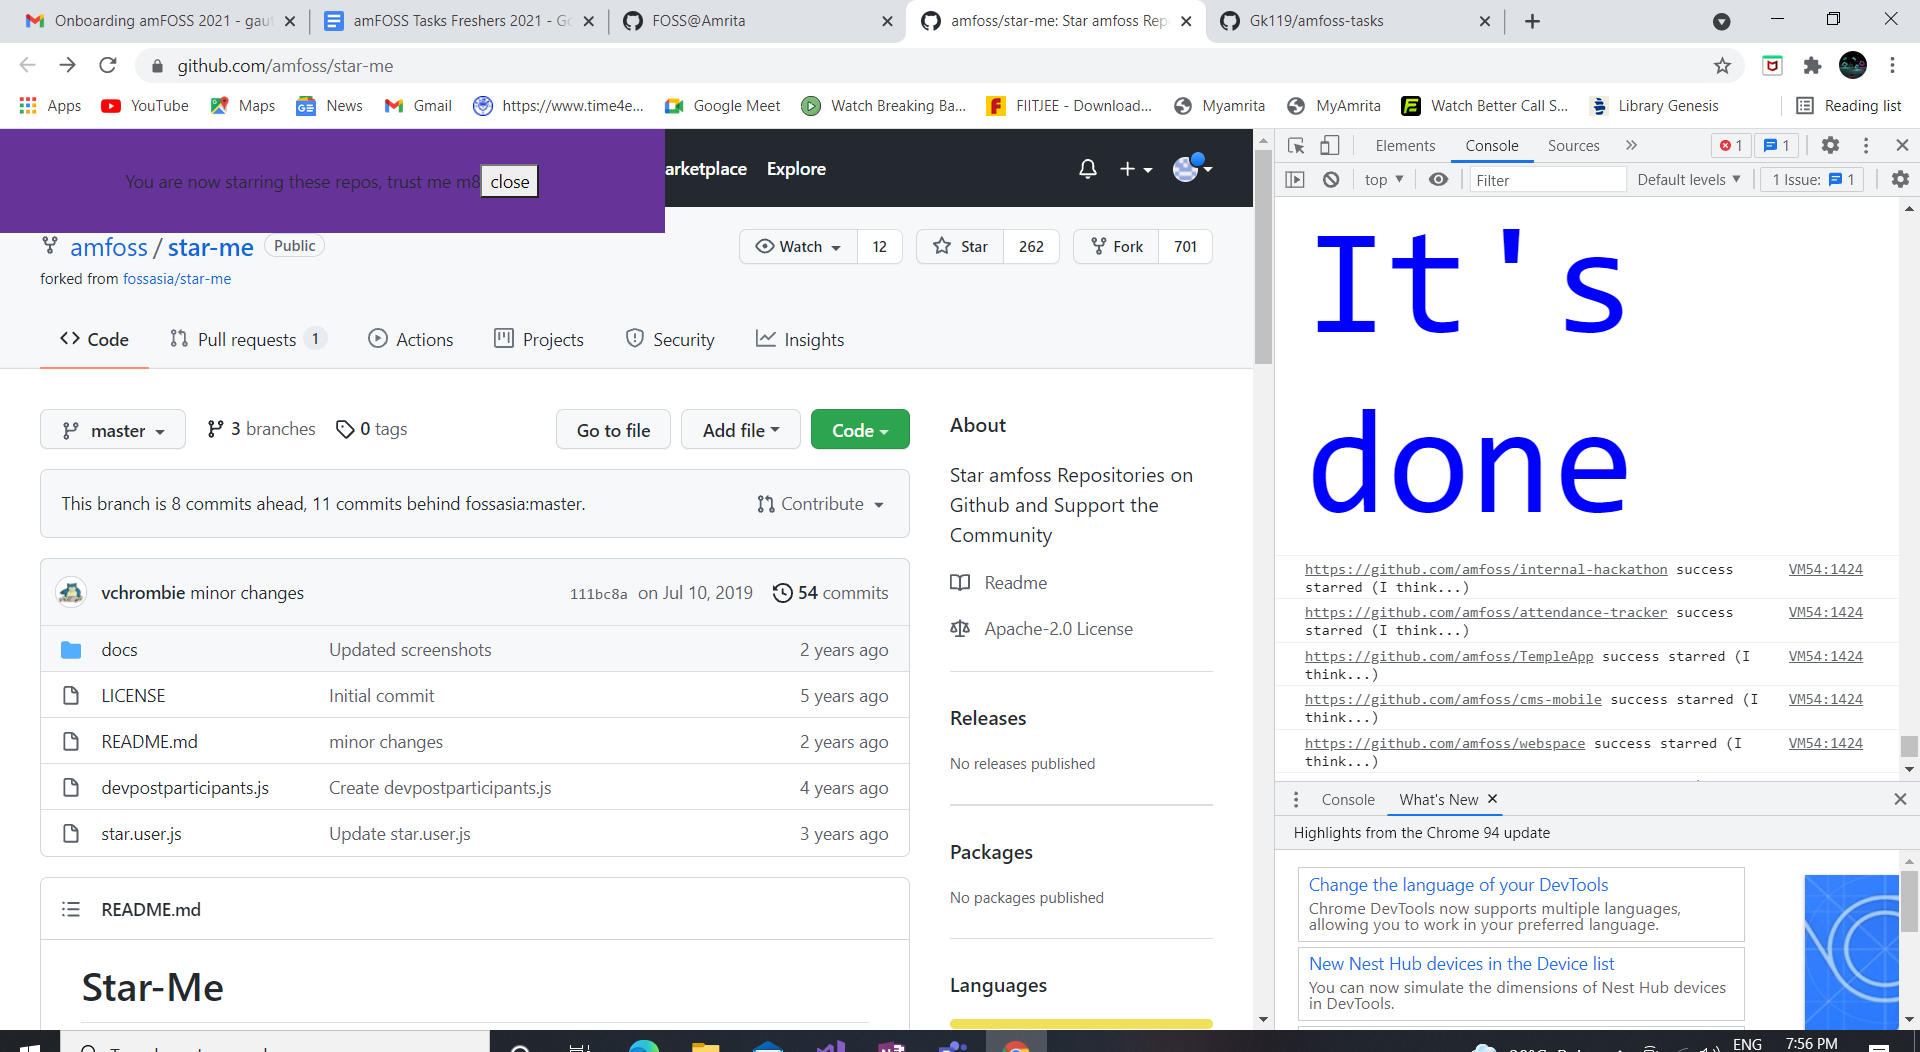 Onboarding amFOSS 2021 - gaut
amFOSS Tasks Freshers 2021 - Go
FOSS@Amrita
amfoss/star-me: Star amfoss Rep
Gk119/amfoss-tasks
github.com/amfoss/star-me
Apps YouTube Maps News Gmail https://www.time4e... Google Meet Watch Breaking Ba... FIITJEE - Download... Myamrita MyAmrita Watch Better Call S... Library Genesis Reading list
You are now starring these repos, trust me m8 close
arketplace Explore
amfoss / star-me Public
Watch 12 Star 262 Fork 701
forked from fossasia/star-me
Code Pull requests 1 Actions Projects Security Insights
master 3 branches 0 tags Go to file Add file Code
This branch is 8 commits ahead, 11 commits behind fossasia:master. Contribute
vchrombie minor changes 111bc8a on Jul 10, 2019 54 commits
docs Updated screenshots 2 years ago
LICENSE Initial commit 5 years ago
README.md minor changes 2 years ago
devpostparticipants.js Create devpostparticipants.js 4 years ago
star.user.js Update star.user.js 3 years ago
README.md
Star-Me
About
Star amfoss Repositories on
Github and Support the
Community
Readme
Apache-2.0 License
Releases
No releases published
Packages
No packages published
Languages
Elements Console Sources 1 1
top Filter Default levels 1 Issue: 1
It's
done
https://github.com/amfoss/internal-hackathon success VM54:1424
starred (I think...)
https://github.com/amfoss/attendance-tracker success VM54:1424
starred (I think...)
https://github.com/amfoss/TempleApp success starred (I VM54:1424
think...)
https://github.com/amfoss/cms-mobile success starred (I VM54:1424
think...)
https://github.com/amfoss/webspace success starred (I VM54:1424
think...)
Console What's New
Highlights from the Chrome 94 update
Change the language of your DevTools
Chrome DevTools now supports multiple languages,
allowing you to work in your preferred language.
New Nest Hub devices in the Device list
You can now simulate the dimensions of Nest Hub devices
in DevTools.
ENG 7:56 PM